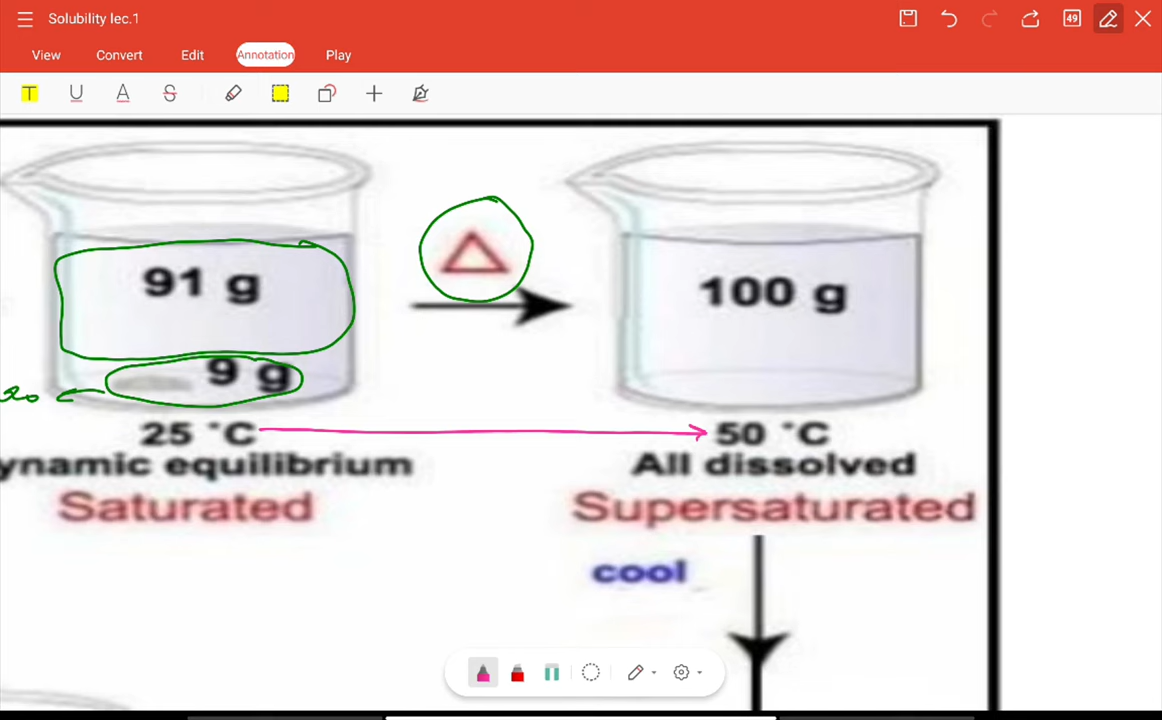 Solubility lec.1
49
View Convert Edit Annotation Play
T U A S
91 g
100 g
9 g
25 °C
50 °C
ynamic equilibrium
All dissolved
Saturated
Supersaturated
cool